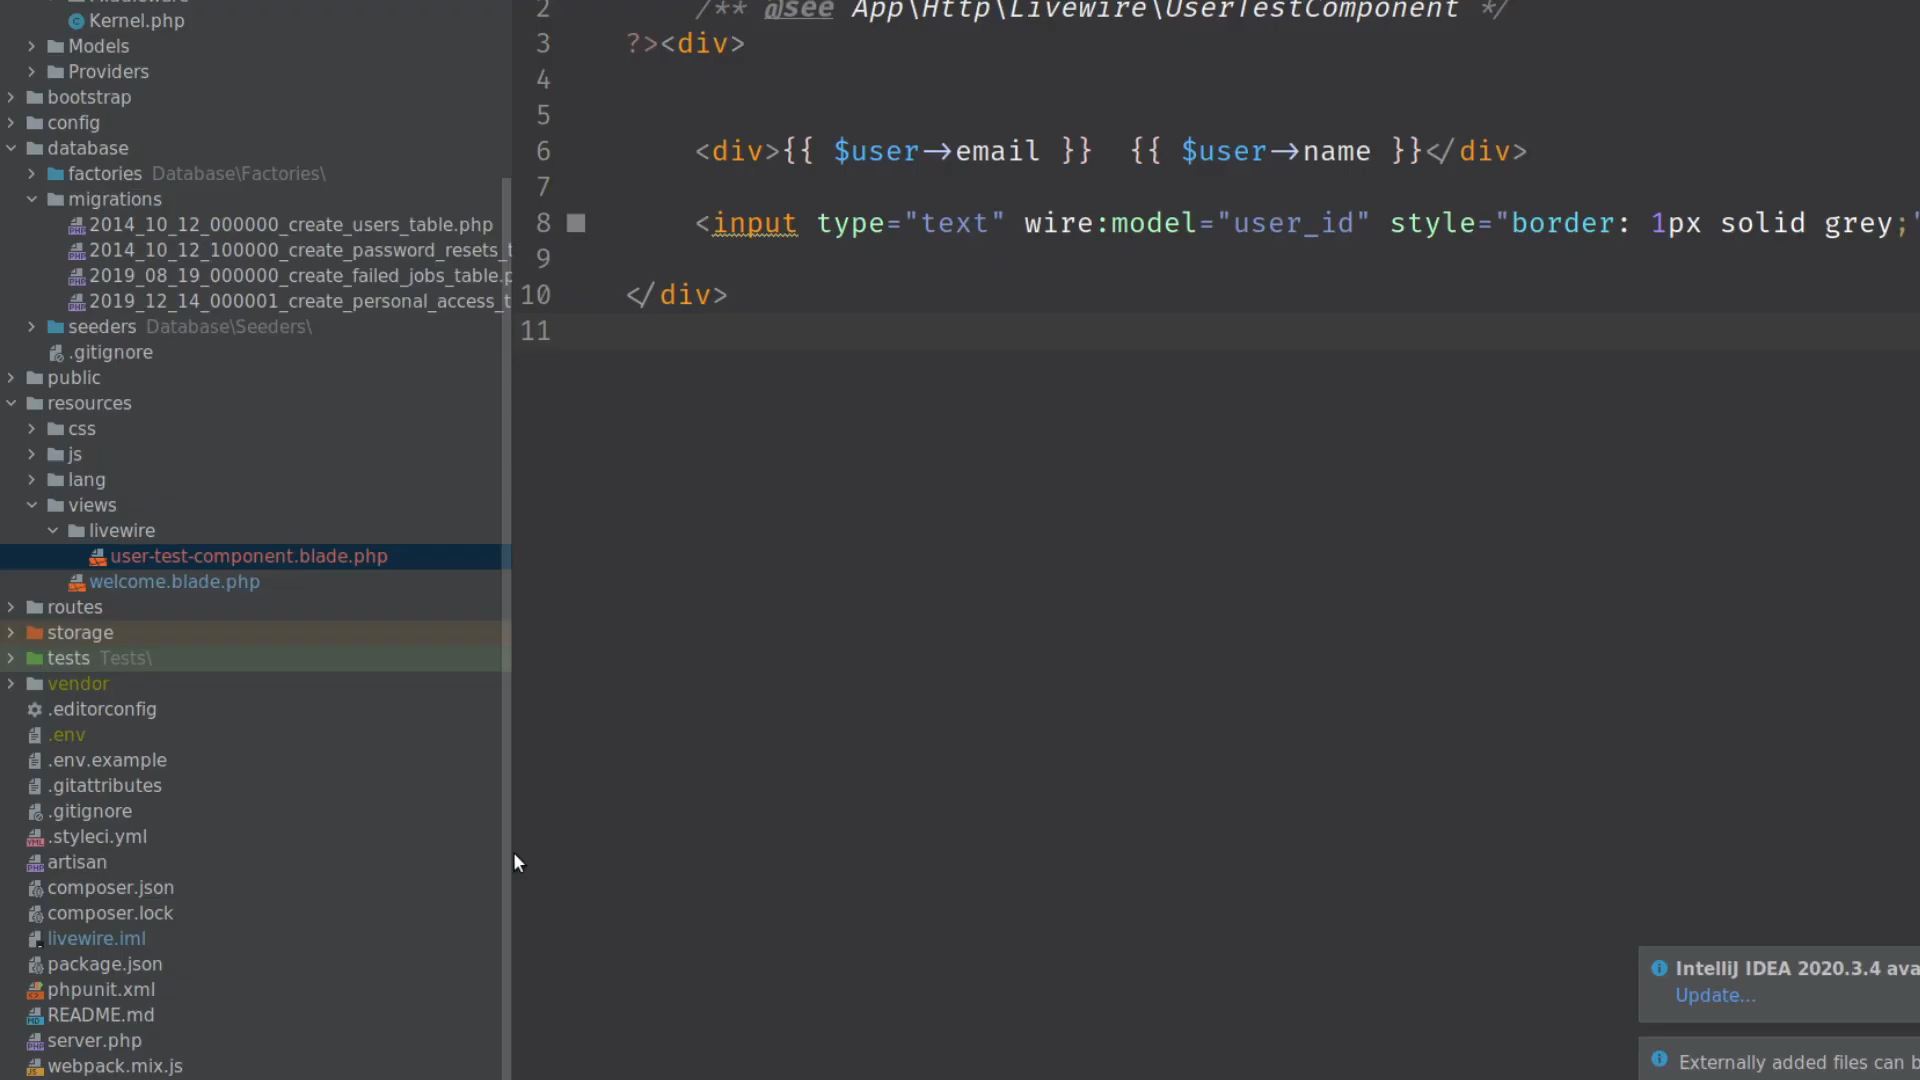 Middleware
Kernel.php
Models
Providers
bootstrap
config
database
factories Database\Factories\
migrations
2014_10_12_000000_create_users_table.php
2014_10_12_100000_create_password_resets_t
2019_08_19_000000_create_failed_jobs_table.p
2019_12_14_000001_create_personal_access_t
seeders Database\Seeders\
.gitignore
public
resources
css
js
lang
views
livewire
user-test-component.blade.php
welcome.blade.php
routes
storage
tests Tests\
vendor
.editorconfig
.env
.env.example
.gitattributes
.gitignore
.styleci.yml
artisan
composer.json
composer.lock
livewire.iml
package.json
phpunit.xml
README.md
server.php
webpack.mix.js
2 /** @see App\Http\Livewire\UserTestComponent */
3 ?><div>
4
5
6 <div>{{ $user->email }} {{ $user->name }}</div>
7
8 <input type="text" wire:model="user_id" style="border: 1px solid grey;"
9
10 </div>
11
IntelliJ IDEA 2020.3.4 ava
Update...
Externally added files can b